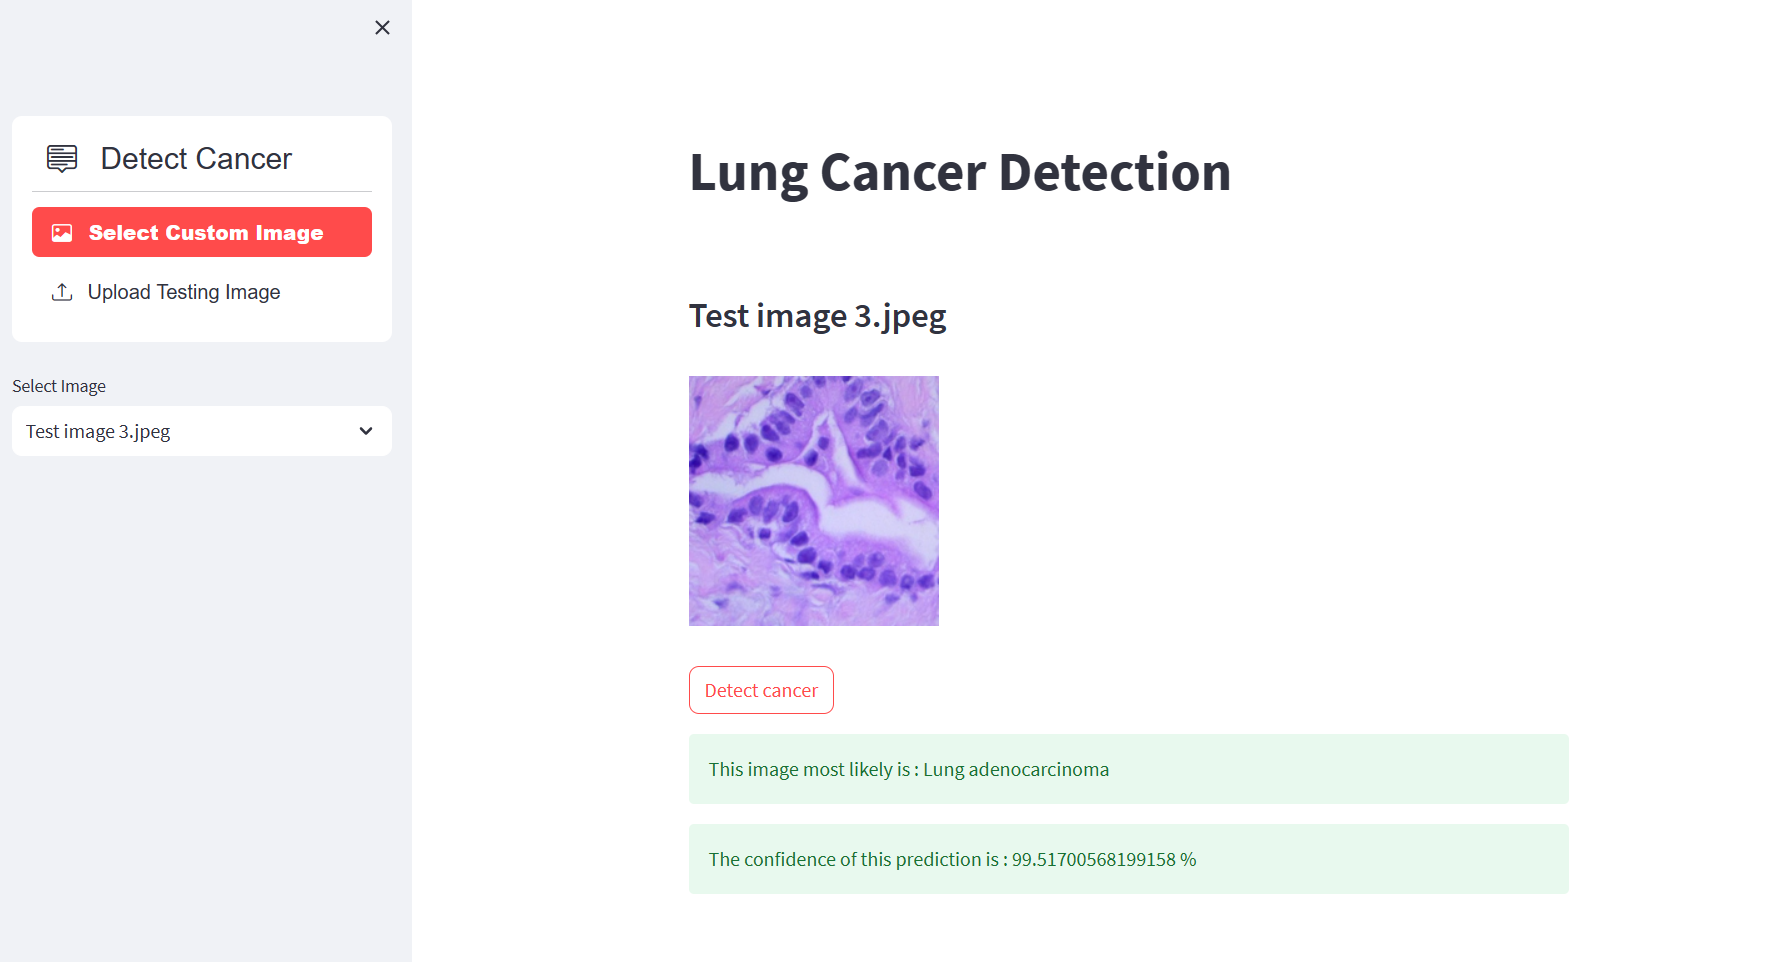 Detect Cancer
Select Custom Image
Upload Testing Image
Select Image
Test image 3.jpeg
Lung Cancer Detection
Test image 3.jpeg
Detect cancer
This image most likely is : Lung adenocarcinoma
The confidence of this prediction is : 99.51700568199158 %